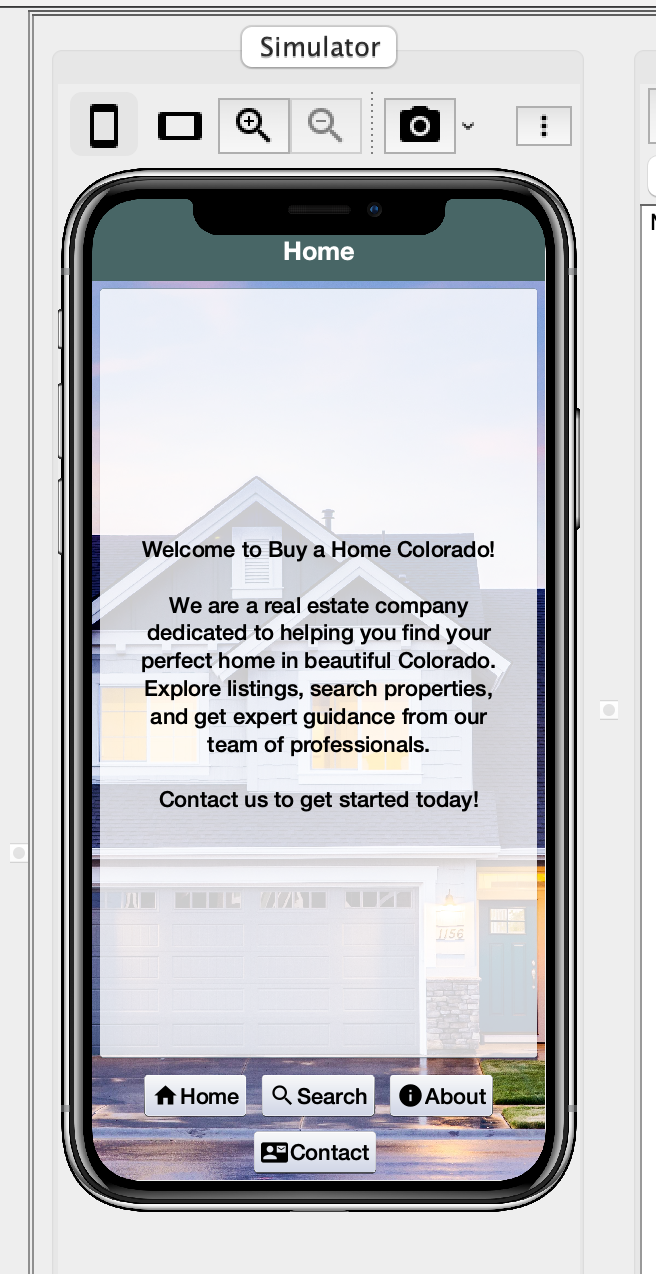 Simulator
Home
Welcome to Buy a Home Colorado!
We are a real estate company
dedicated to helping you find your
perfect home in beautiful Colorado.
Explore listings, search properties,
and get expert guidance from our
team of professionals.
Contact us to get started today!
1156
Home Search About
Contact